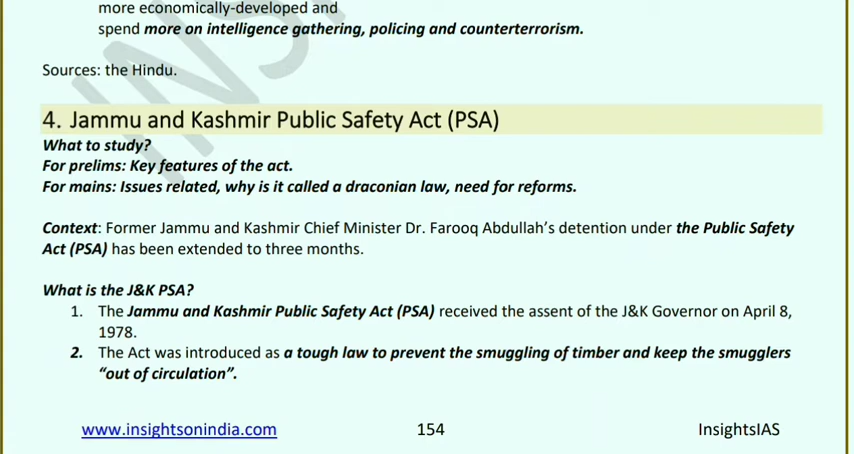 more economically-developed and
spend more on intelligence gathering, policing and counterterrorism.
Sources: the Hindu.
4. Jammu and Kashmir Public Safety Act (PSA)
What to study?
For prelims: Key features of the act.
For mains: Issues related, why is it called a draconian law, need for reforms.
Context: Former Jammu and Kashmir Chief Minister Dr. Farooq Abdullah’s detention under the Public Safety
Act (PSA) has been extended to three months.
What is the J&K PSA?
1. The Jammu and Kashmir Public Safety Act (PSA) received the assent of the J&K Governor on April 8,
1978.
2. The Act was introduced as a tough law to prevent the smuggling of timber and keep the smugglers
“out of circulation”.
www.insightsonindia.com 154 InsightsIAS